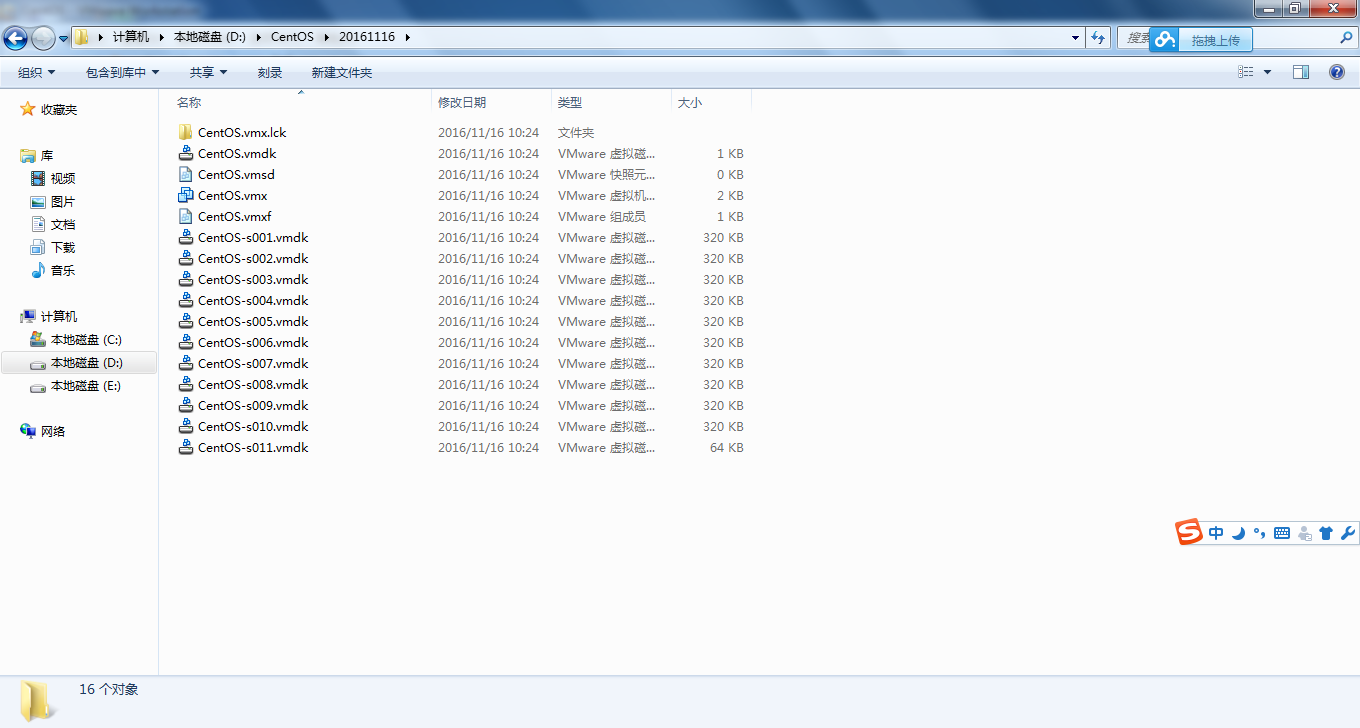 计算机 本地磁盘 (D:) CentOS 20161116
拖拽上传
组织 包含到库中 共享 刻录 新建文件夹
收藏夹
库
视频
图片
文档
下载
音乐
计算机
本地磁盘 (C:)
本地磁盘 (D:)
本地磁盘 (E:)
网络
名称 修改日期 类型 大小
CentOS.vmx.lck 2016/11/16 10:24 文件夹
CentOS.vmdk 2016/11/16 10:24 VMware 虚拟磁... 1 KB
CentOS.vmsd 2016/11/16 10:24 VMware 快照元... 0 KB
CentOS.vmx 2016/11/16 10:24 VMware 虚拟机... 2 KB
CentOS.vmxf 2016/11/16 10:24 VMware 组成员 1 KB
CentOS-s001.vmdk 2016/11/16 10:24 VMware 虚拟磁... 320 KB
CentOS-s002.vmdk 2016/11/16 10:24 VMware 虚拟磁... 320 KB
CentOS-s003.vmdk 2016/11/16 10:24 VMware 虚拟磁... 320 KB
CentOS-s004.vmdk 2016/11/16 10:24 VMware 虚拟磁... 320 KB
CentOS-s005.vmdk 2016/11/16 10:24 VMware 虚拟磁... 320 KB
CentOS-s006.vmdk 2016/11/16 10:24 VMware 虚拟磁... 320 KB
CentOS-s007.vmdk 2016/11/16 10:24 VMware 虚拟磁... 320 KB
CentOS-s008.vmdk 2016/11/16 10:24 VMware 虚拟磁... 320 KB
CentOS-s009.vmdk 2016/11/16 10:24 VMware 虚拟磁... 320 KB
CentOS-s010.vmdk 2016/11/16 10:24 VMware 虚拟磁... 320 KB
CentOS-s011.vmdk 2016/11/16 10:24 VMware 虚拟磁... 64 KB
中
16 个对象